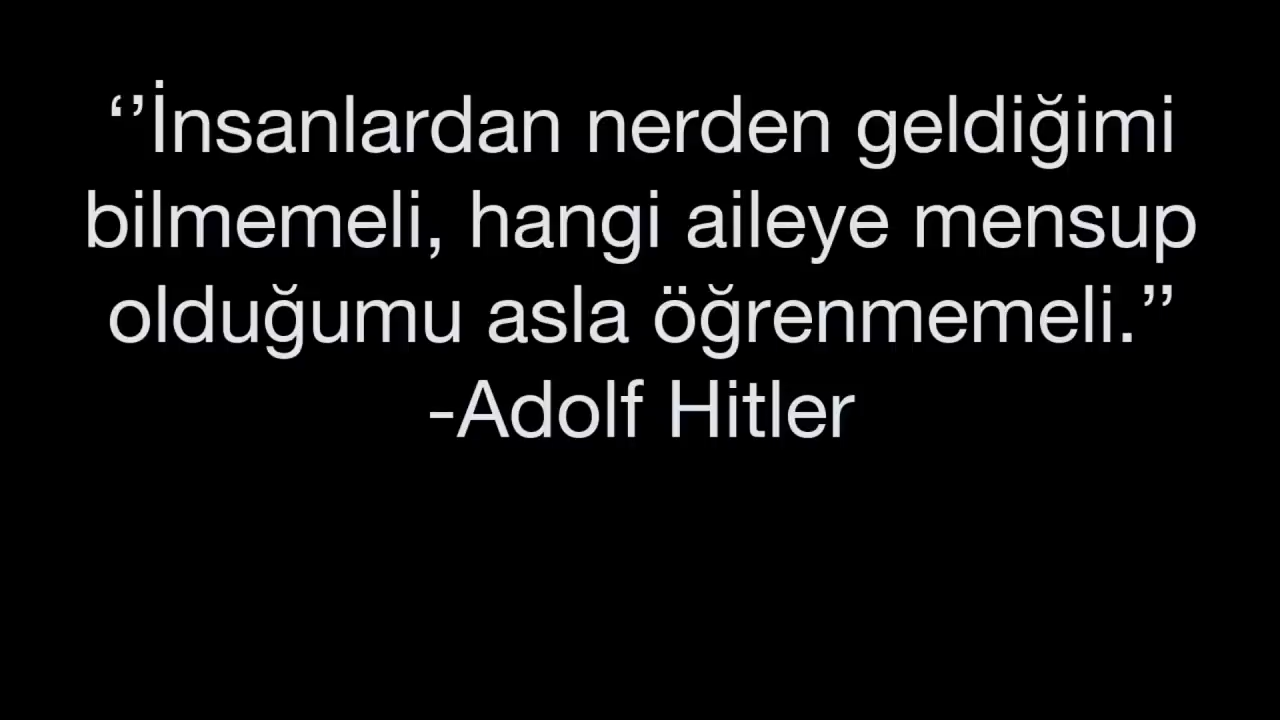 ‘’İnsanlardan nerden geldiğimi
bilmemeli, hangi aileye mensup
olduğumu asla öğrenmemeli.’’
-Adolf Hitler